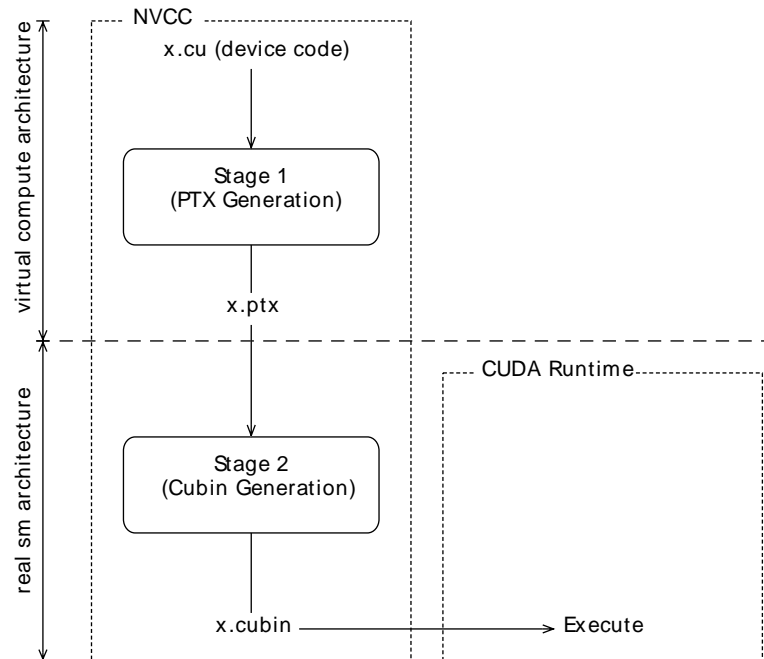 NVCC
x.cu (device code)
virtual compute architecture
Stage 1
(PTX Generation)
x.ptx
CUDA Runtime
real sm architecture
Stage 2
(Cubin Generation)
x.cubin
Execute